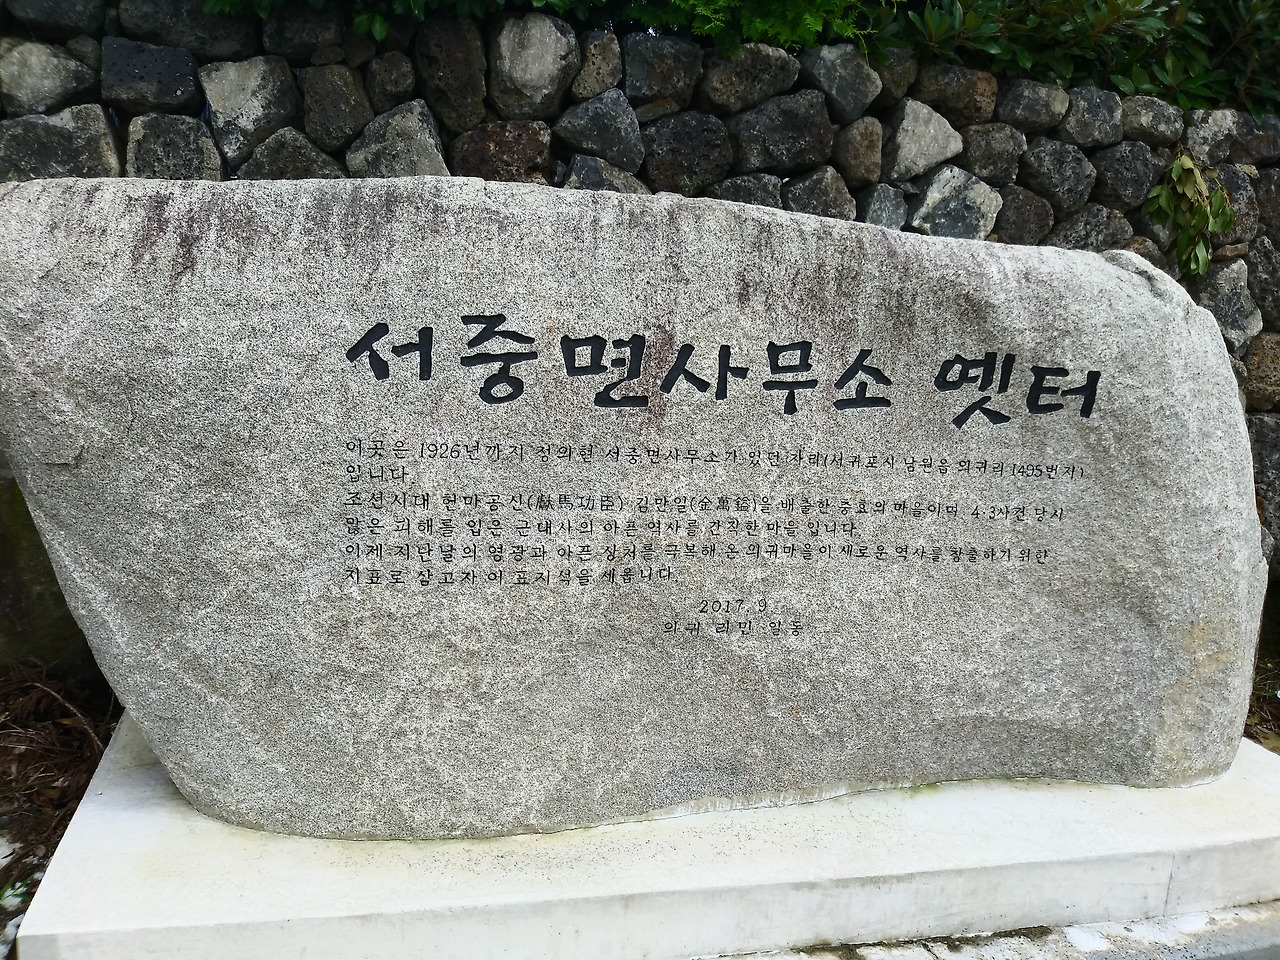 서중면사무소 옛터
이곳은 1926년까지 정의현 서중면사무소가 있던 자리(서귀포시 남원읍 의귀리 1495번지)
입니다.
조선시대 헌마공신(獻馬功臣) 김만일(金萬鎰)을 배출한 충효의 마을이며 4·3사건 당시
많은 피해를 입은 근대사의 아픈 역사를 간직한 마을 입니다.
이제 지난날의 영광과 아픈 상처를 극복해 온 의귀마을이 새로운 역사를 창출하기 위한
지표로 삼고자 이 표지석을 세웁니다.
2017. 9
의귀 리민 일동